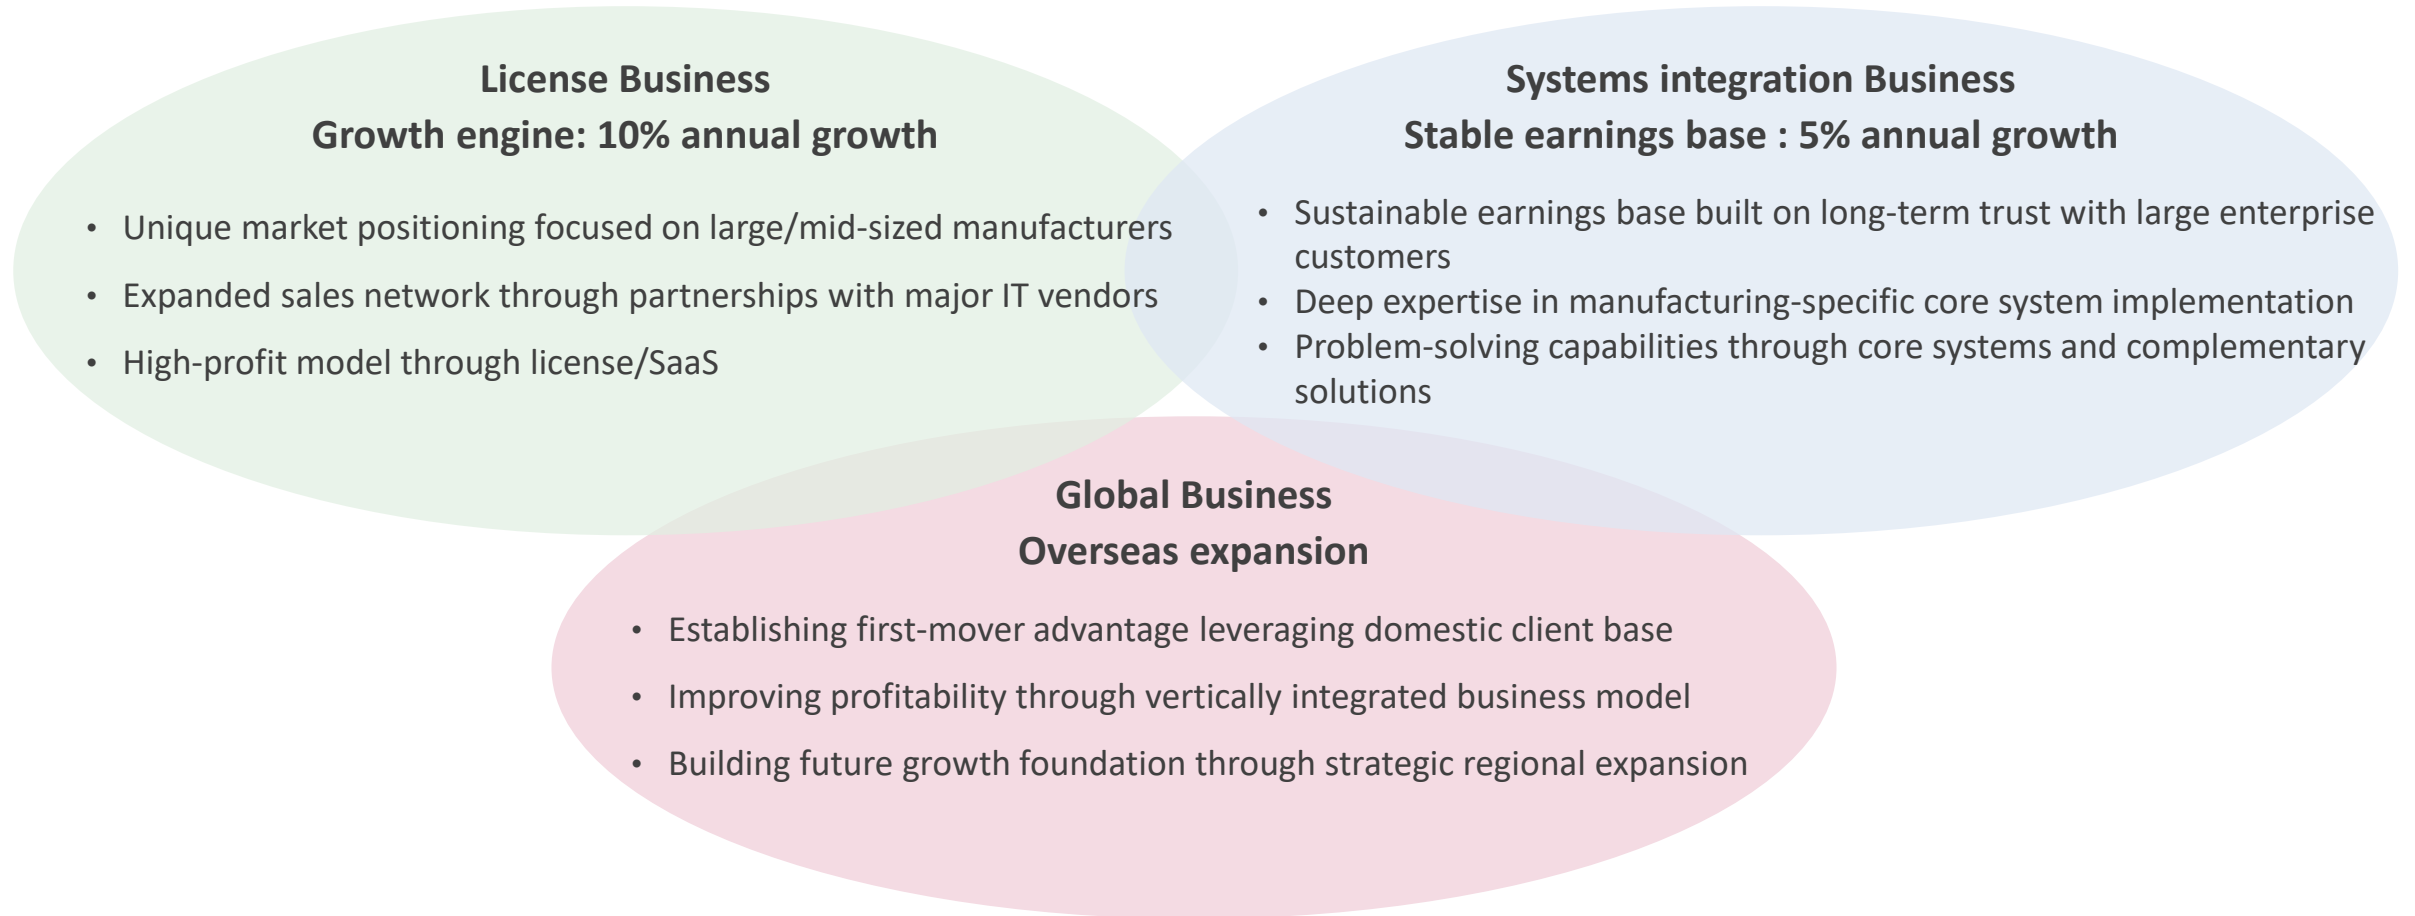 License Business
Growth engine: 10% annual growth
• Unique market positioning focused on large/mid-sized manufacturers
• Expanded sales network through partnerships with major IT vendors
• High-profit model through license/SaaS
Systems integration Business
Stable earnings base : 5% annual growth
• Sustainable earnings base built on long-term trust with large enterprise
customers
• Deep expertise in manufacturing-specific core system implementation
• Problem-solving capabilities through core systems and complementary
solutions
Global Business
Overseas expansion
• Establishing first-mover advantage leveraging domestic client base
• Improving profitability through vertically integrated business model
• Building future growth foundation through strategic regional expansion